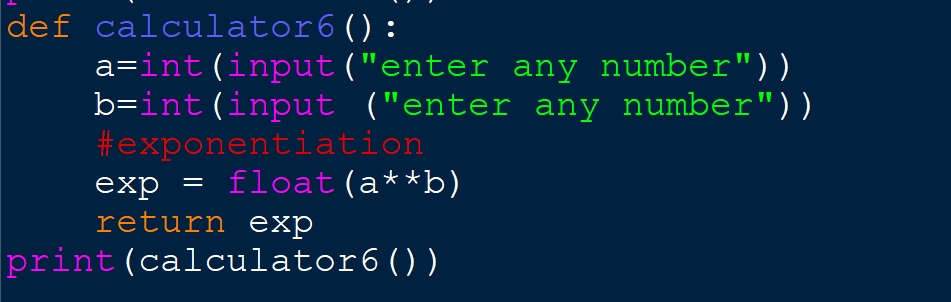 def calculator6():
    a=int(input("enter any number"))
    b=int(input ("enter any number"))
    #exponentiation
    exp = float(a**b)
    return exp
print(calculator6())